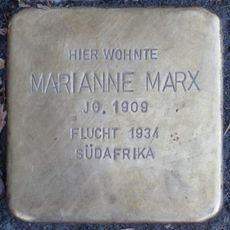 HIER WOHNTE
MARIANNE MARX
JG. 1909
FLUCHT 1934
SÜDAFRIKA